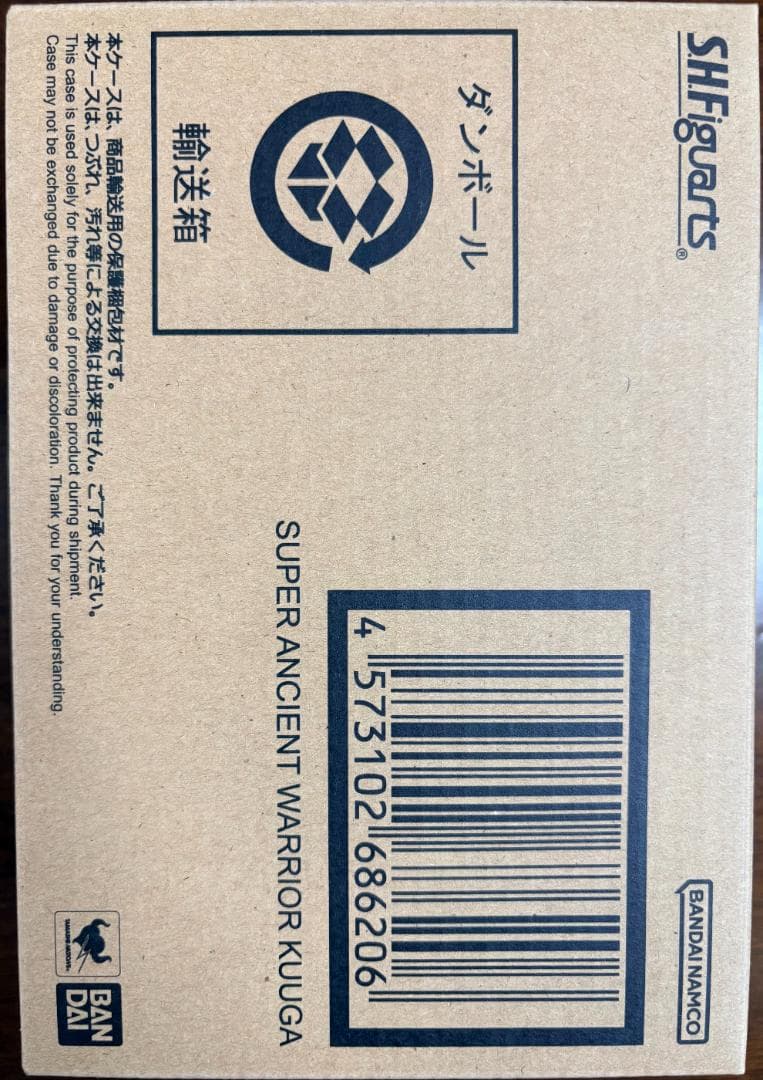 S.H.Figuarts®
ダンボール
輸送箱
BANDAI NAMCO
4 573102 686206
SUPER ANCIENT WARRIOR KUUGA
本ケースは、商品輸送用の保護梱包材です。
本ケースは、つぶれ、汚れ等による交換は出来ません。ご了承ください。
This case is used solely for the purpose of protecting product during shipment.
Case may not be exchanged due to damage or discoloration. Thank you for your understanding.
TAMASHII NATIONS
BAN
DAI